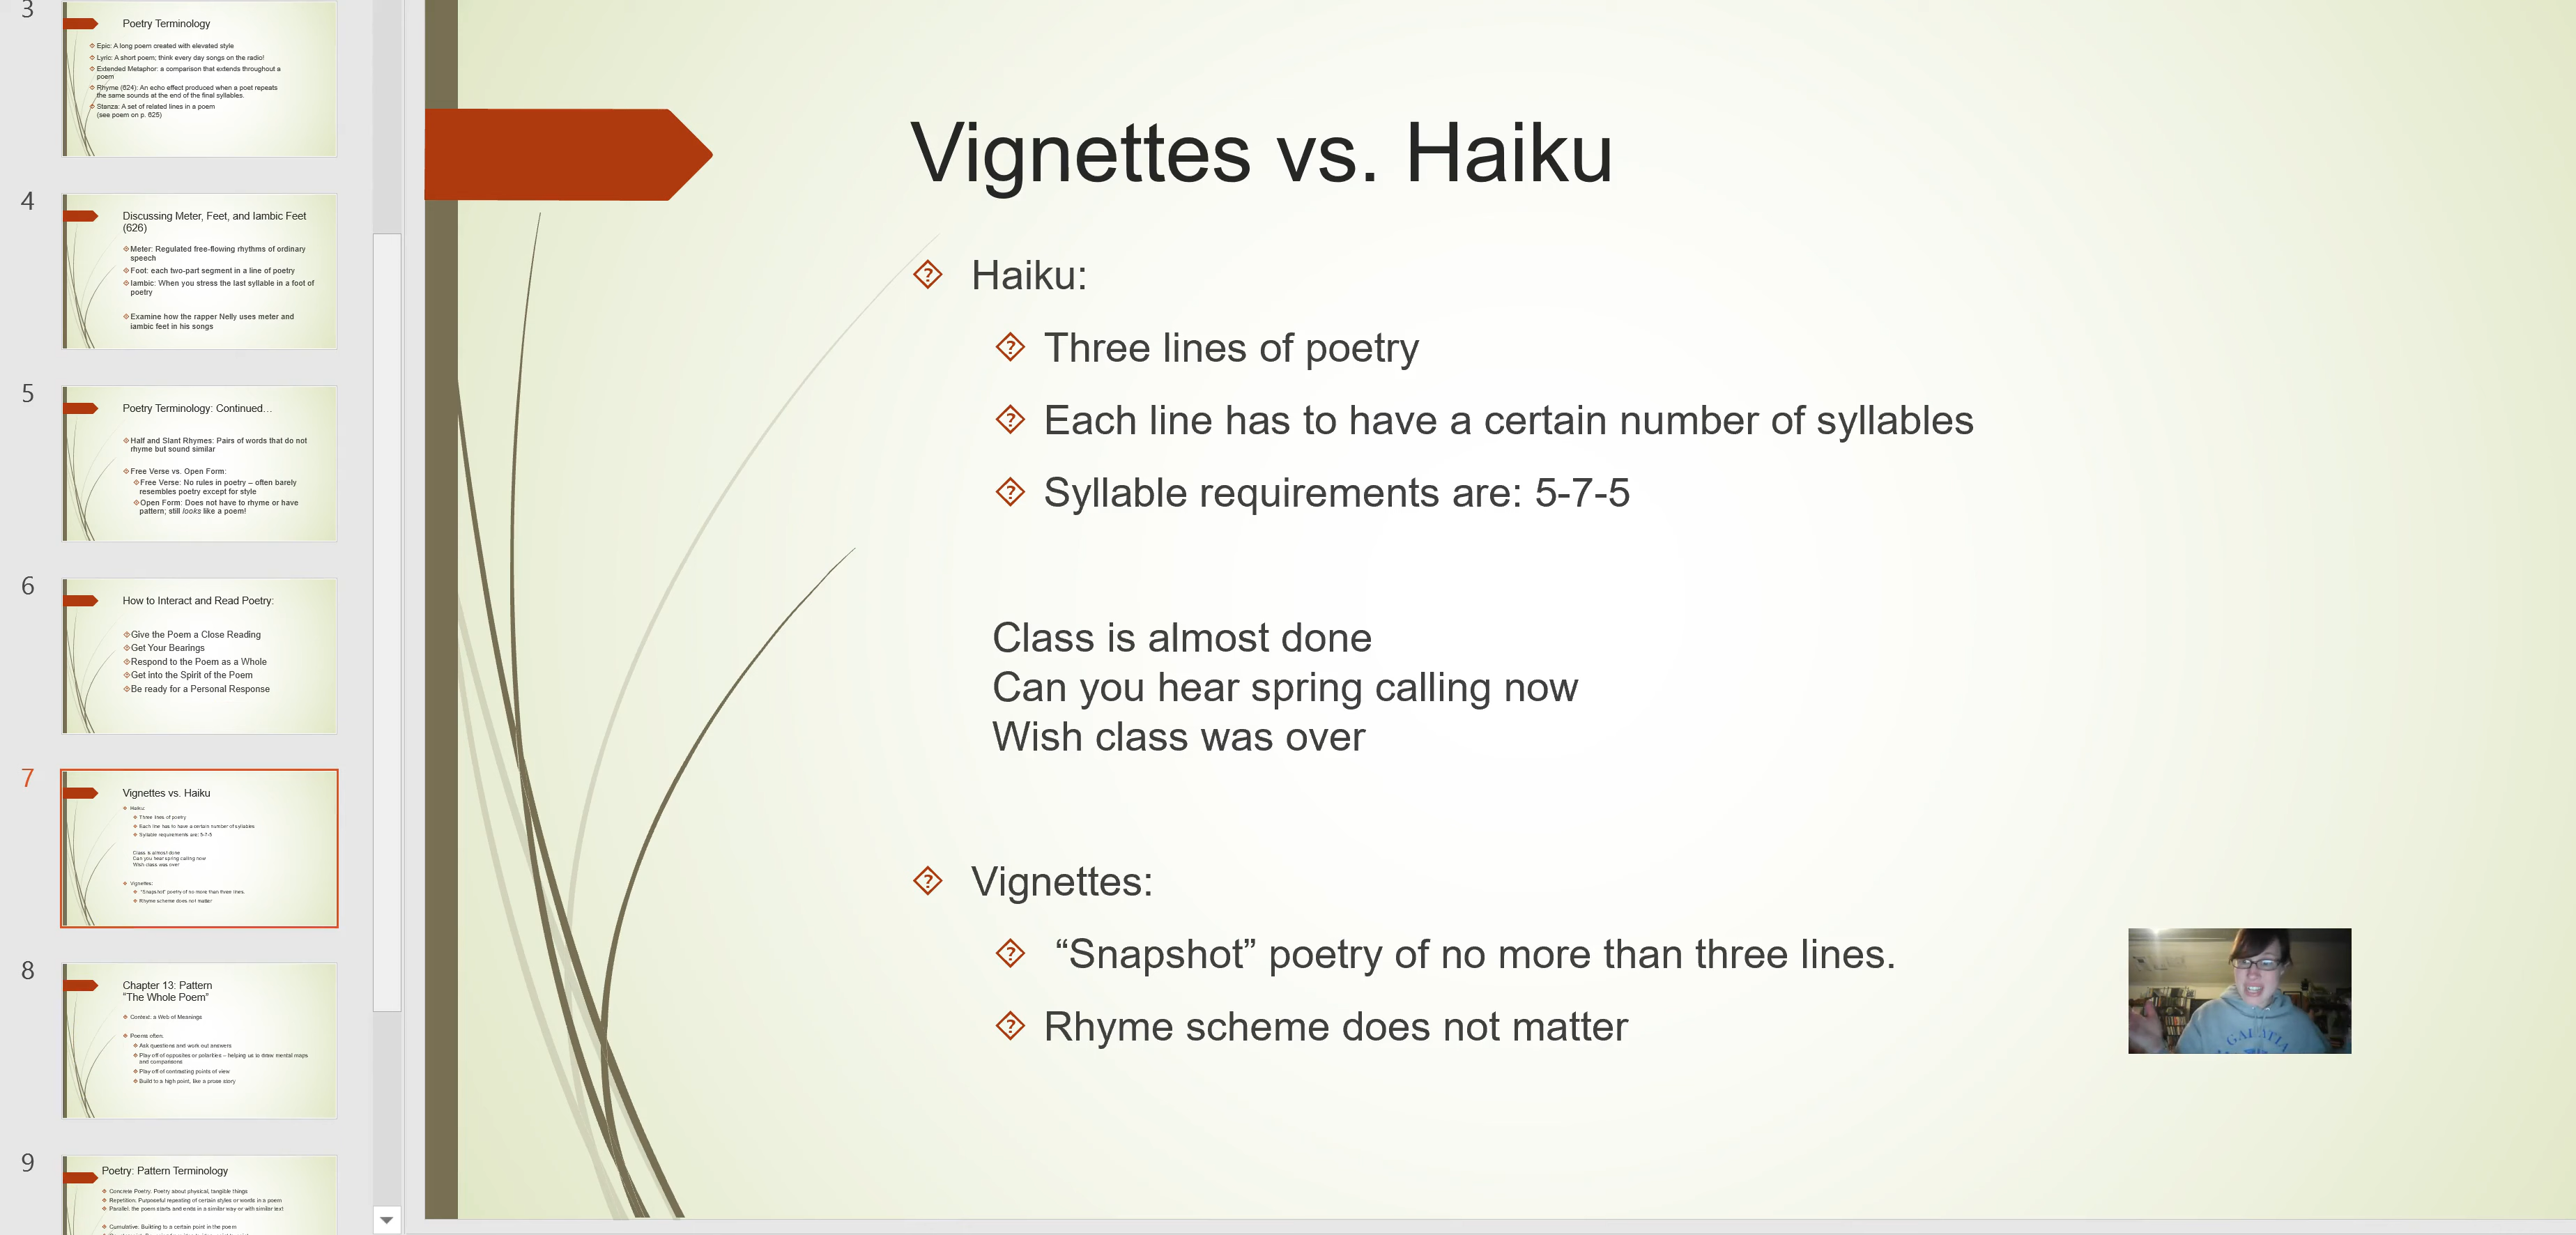 3
Poetry Terminology
Epic: A long poem created with elevated style
Lyric: A short poem; think every day songs on the radio!
Extended Metaphor: a comparison that extends throughout a
poem
Rhyme (624): An echo effect produced when a poet repeats
the same sounds at the end of the final syllables.
Stanza: A set of related lines in a poem
(see poem on p. 625)
4
Discussing Meter, Feet, and Iambic Feet
(626)
Meter: Regulated free-flowing rhythms of ordinary
speech
Foot: each two-part segment in a line of poetry
Iambic: When you stress the last syllable in a foot of
poetry
Examine how the rapper Nelly uses meter and
iambic feet in his songs
5
Poetry Terminology: Continued…
Half and Slant Rhymes: Pairs of words that do not
rhyme but sound similar
Free Verse vs. Open Form:
Free Verse: No rules in poetry – often barely
resembles poetry except for style
Open Form: Does not have to rhyme or have
pattern; still looks like a poem!
6
How to Interact and Read Poetry:
Give the Poem a Close Reading
Get Your Bearings
Respond to the Poem as a Whole
Get into the Spirit of the Poem
Be ready for a Personal Response
7
Vignettes vs. Haiku
Haiku:
Three lines of poetry
Each line has to have a certain number of syllables
Syllable requirements are: 5-7-5
Class is almost done
Can you hear spring calling now
Wish class was over
Vignettes:
"Snapshot" poetry of no more than three lines.
Rhyme scheme does not matter
8
Chapter 13: Pattern
"The Whole Poem"
Context: a Web of Meanings
Poems often:
Ask questions and work out answers
Play off of opposites or polarities – helping us to draw mental maps
and comparisons
Play off of contrasting points of view
Build to a high point, like a prose story
9
Poetry: Pattern Terminology
Concrete Poetry: Poetry about physical, tangible things
Repetition: Purposeful repeating of certain styles or words in a poem
Parallel: the poem starts and ends in a similar way or with similar text
Cumulative: Building to a certain point in the poem
Vignettes vs. Haiku
Haiku:
Three lines of poetry
Each line has to have a certain number of syllables
Syllable requirements are: 5-7-5
Class is almost done
Can you hear spring calling now
Wish class was over
Vignettes:
“Snapshot” poetry of no more than three lines.
Rhyme scheme does not matter
GALATIA